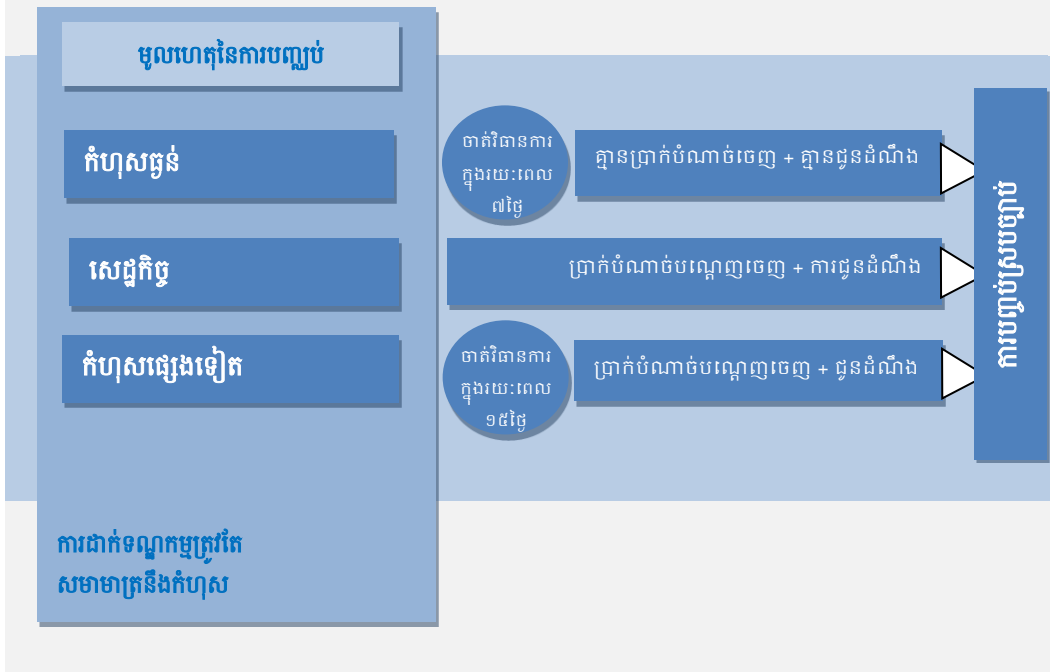 មូលហេតុនៃការបញ្ឈប់
កំហុសធ្ងន់
ចាត់វិធានការ
ក្នុងរយៈពេល
៧ថ្ងៃ
គ្មានប្រាក់បំណាច់ចេញ + គ្មានជូនដំណឹង
សេដ្ឋកិច្ច
ប្រាក់បំណាច់បណ្តេញចេញ + ការជូនដំណឹង
កំហុសផ្សេងទៀត
ចាត់វិធានការ
ក្នុងរយៈពេល
១៥ថ្ងៃ
ប្រាក់បំណាច់បណ្តេញចេញ + ជូនដំណឹង
ការបញ្ឈប់ស្របច្បាប់
ការដាក់ទណ្ឌកម្មត្រូវតែ
សមាមាត្រនឹងកំហុស